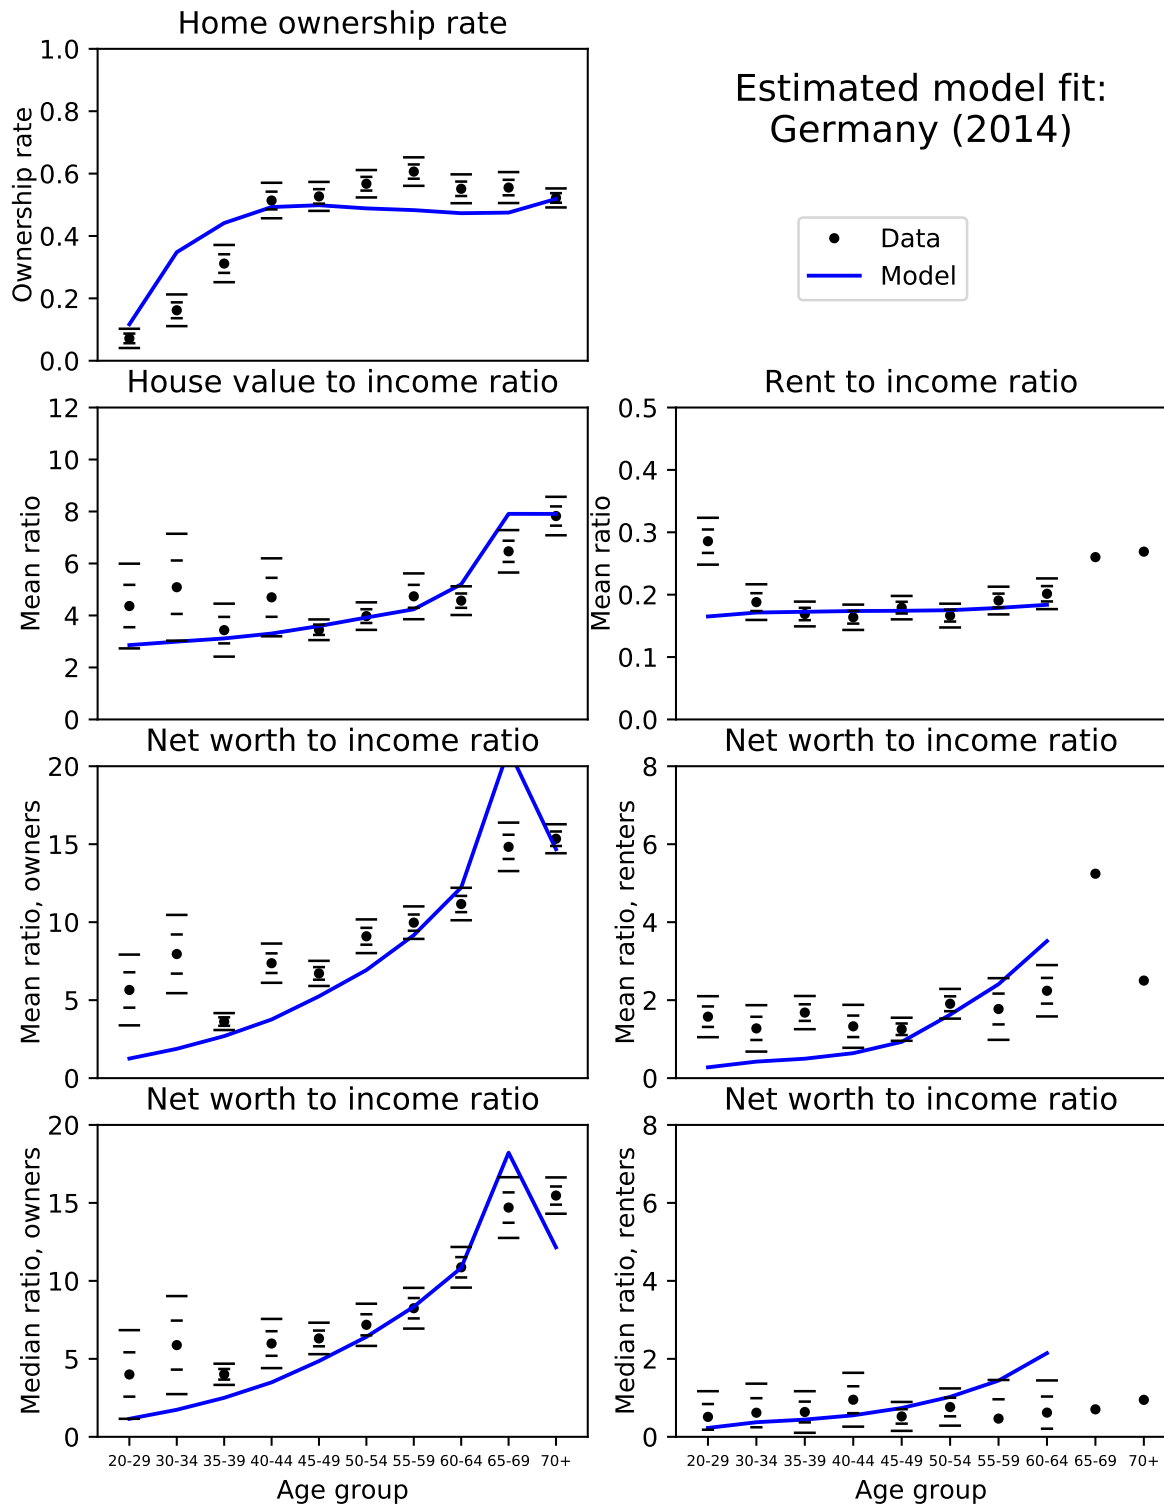 Home ownership rate
Estimated model fit:
Germany (2014)
Ownership rate
1.0
0.8
0.6
0.4
0.2
0.0
Data
Model
House value to income ratio
Mean ratio
12
10
8
6
4
2
0
Rent to income ratio
Mean ratio
0.5
0.4
0.3
0.2
0.1
0.0
Net worth to income ratio
Mean ratio, owners
20
15
10
5
0
Net worth to income ratio
Mean ratio, renters
8
6
4
2
0
Net worth to income ratio
Median ratio, owners
20
15
10
5
0
20-29 30-34 35-39 40-44 45-49 50-54 55-59 60-64 65-69 70+
Age group
Net worth to income ratio
Median ratio, renters
8
6
4
2
0
20-29 30-34 35-39 40-44 45-49 50-54 55-59 60-64 65-69 70+
Age group